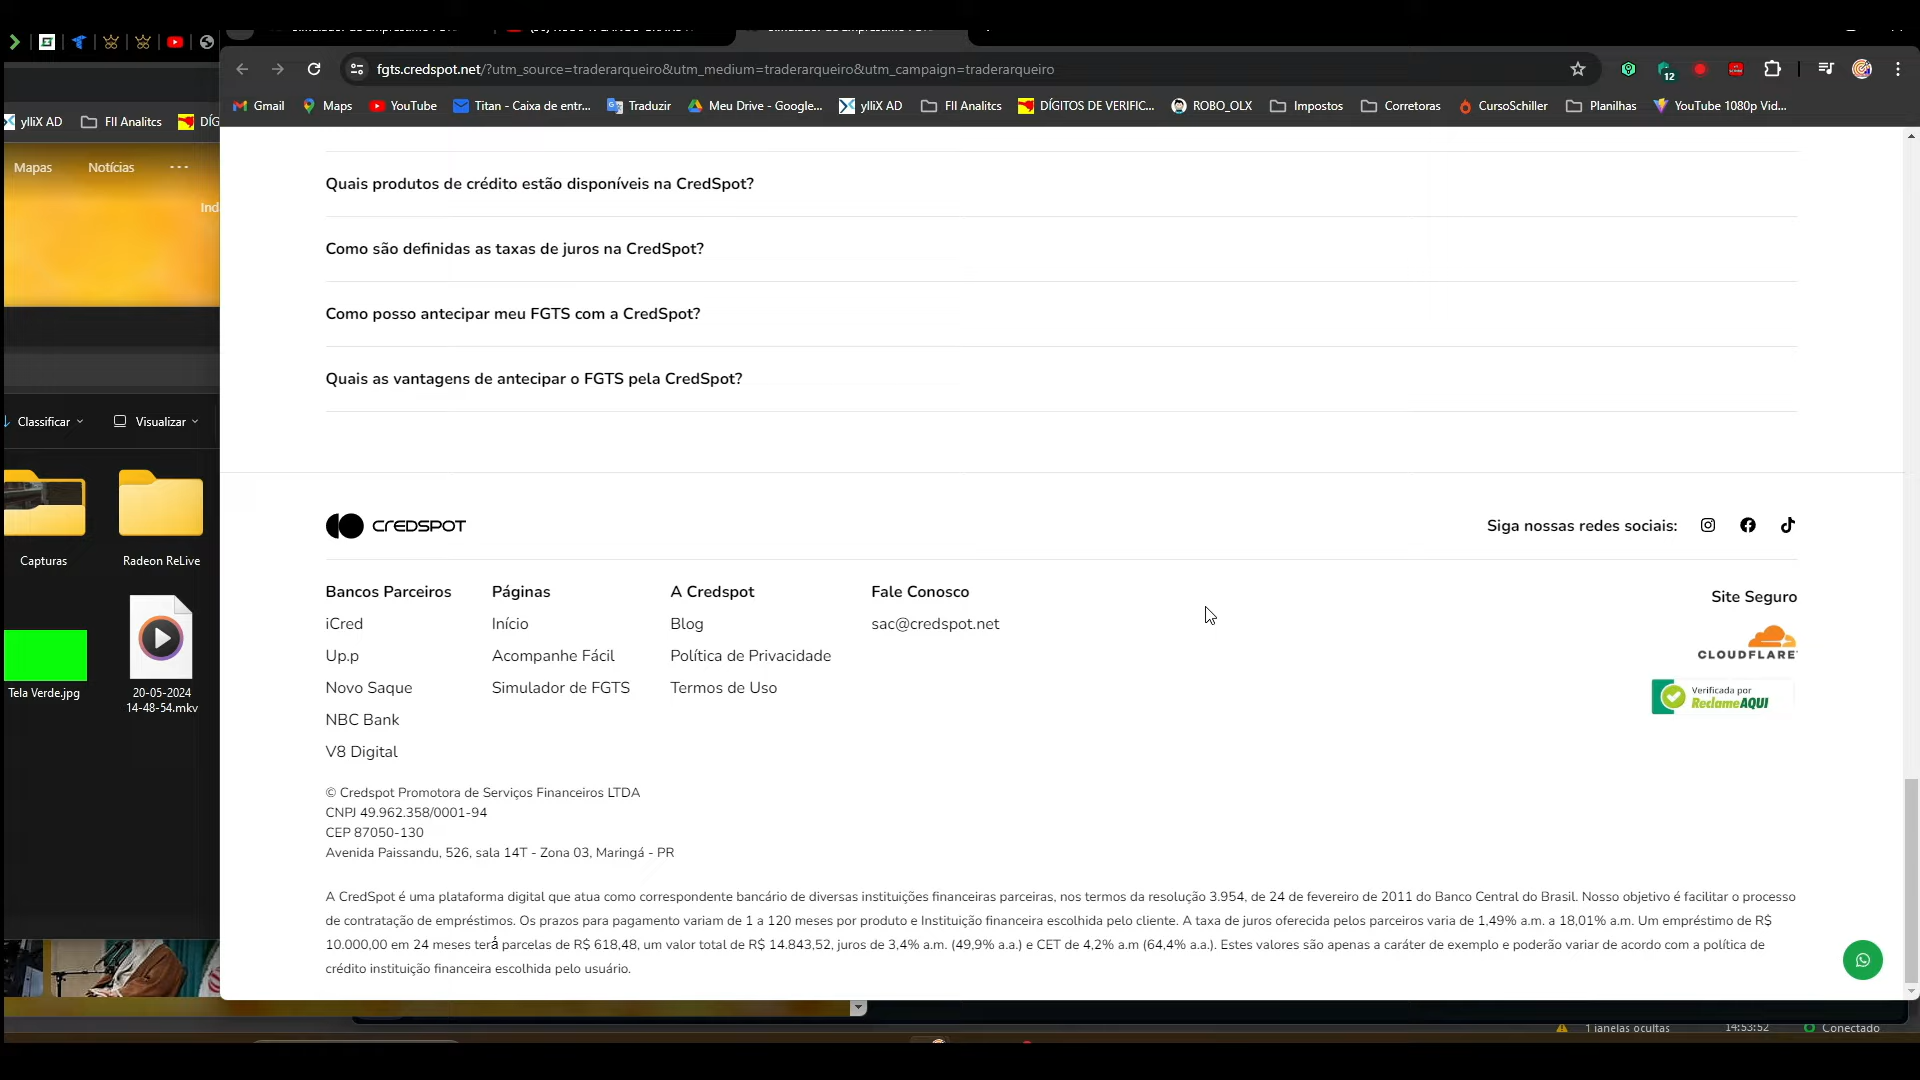 fgts.credspot.net/?utm_source=traderarqueiro&utm_medium=traderarqueiro&utm_campaign=traderarqueiro
12
Gmail
Maps
YouTube
Titan - Caixa de entr...
Traduzir
Meu Drive - Google...
ylliX AD
FII Analitcs
DÍGITOS DE VERIFIC...
ROBO_OLX
Impostos
Corretoras
CursoSchiller
Planilhas
YouTube 1080p Vid...
ylliX AD
FII Analitcs
DÍG
Mapas
Notícias
Ind
Classificar
Visualizar
Capturas
Radeon ReLive
Tela Verde.jpg
20-05-2024
14-48-54.mkv
Quais produtos de crédito estão disponíveis na CredSpot?
Como são definidas as taxas de juros na CredSpot?
Como posso antecipar meu FGTS com a CredSpot?
Quais as vantagens de antecipar o FGTS pela CredSpot?
CREDSPOT
Siga nossas redes sociais:
Bancos Parceiros
iCred
Up.p
Novo Saque
NBC Bank
V8 Digital
Páginas
Início
Acompanhe Fácil
Simulador de FGTS
A Credspot
Blog
Política de Privacidade
Termos de Uso
Fale Conosco
sac@credspot.net
Site Seguro
CLOUDFLARE
Verificada por
ReclameAQUI
© Credspot Promotora de Serviços Financeiros LTDA
CNPJ 49.962.358/0001-94
CEP 87050-130
Avenida Paissandu, 526, sala 14T - Zona 03, Maringá - PR
A CredSpot é uma plataforma digital que atua como correspondente bancário de diversas instituições financeiras parceiras, nos termos da resolução 3.954, de 24 de fevereiro de 2011 do Banco Central do Brasil. Nosso objetivo é facilitar o processo
de contratação de empréstimos. Os prazos para pagamento variam de 1 a 120 meses por produto e Instituição financeira escolhida pelo cliente. A taxa de juros oferecida pelos parceiros varia de 1,49% a.m. a 18,01% a.m. Um empréstimo de R$
10.000,00 em 24 meses terá parcelas de R$ 618,48, um valor total de R$ 14.843,52, juros de 3,4% a.m. (49,9% a.a.) e CET de 4,2% a.m (64,4% a.a.). Estes valores são apenas a caráter de exemplo e poderão variar de acordo com a política de
crédito instituição financeira escolhida pelo usuário.
1 janelas ocultas
14:53:52
Conectado